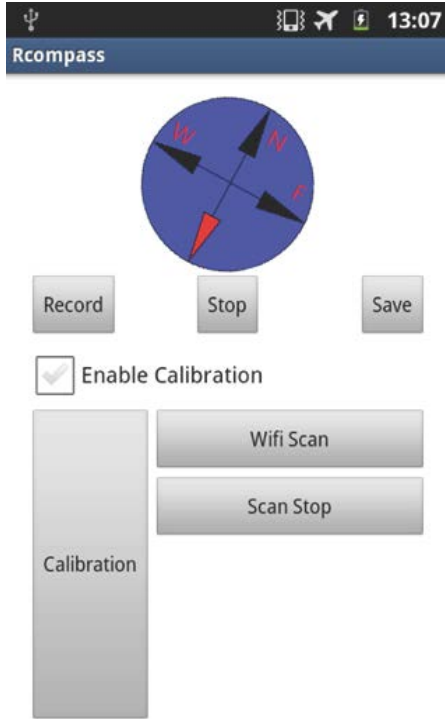 13:07
Rcompass
W
N
E
Record Stop Save
Enable Calibration
Wifi Scan
Scan Stop
Calibration